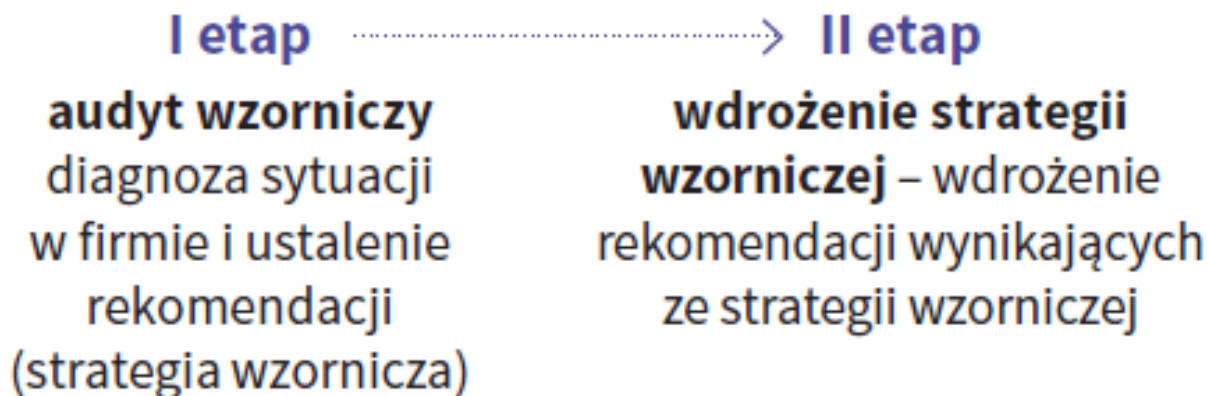 I etap
audyt wzorniczy
diagnoza sytuacji
w firmie i ustalenie
rekomendacji
(strategia wzornicza)
II etap
wdrożenie strategii
wzorniczej – wdrożenie
rekomendacji wynikających
ze strategii wzorniczej